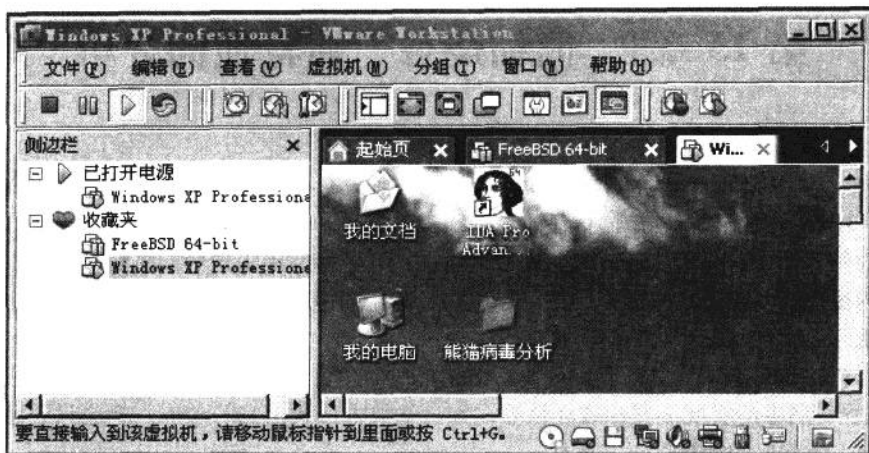 Windows XP Professional - VMware Workstation
文件(F) 编辑(E) 查看(V) 虚拟机(M) 分组(T) 窗口(W) 帮助(H)
侧边栏
已打开电源
Windows XP Professiona
收藏夹
FreeBSD 64-bit
Windows XP Professiona
起始页 FreeBSD 64-bit Wi...
我的文档
IDA Pro
Advan...
我的电脑
熊猫病毒分析
要直接输入到该虚拟机，请移动鼠标指针到里面或按 Ctrl+G。